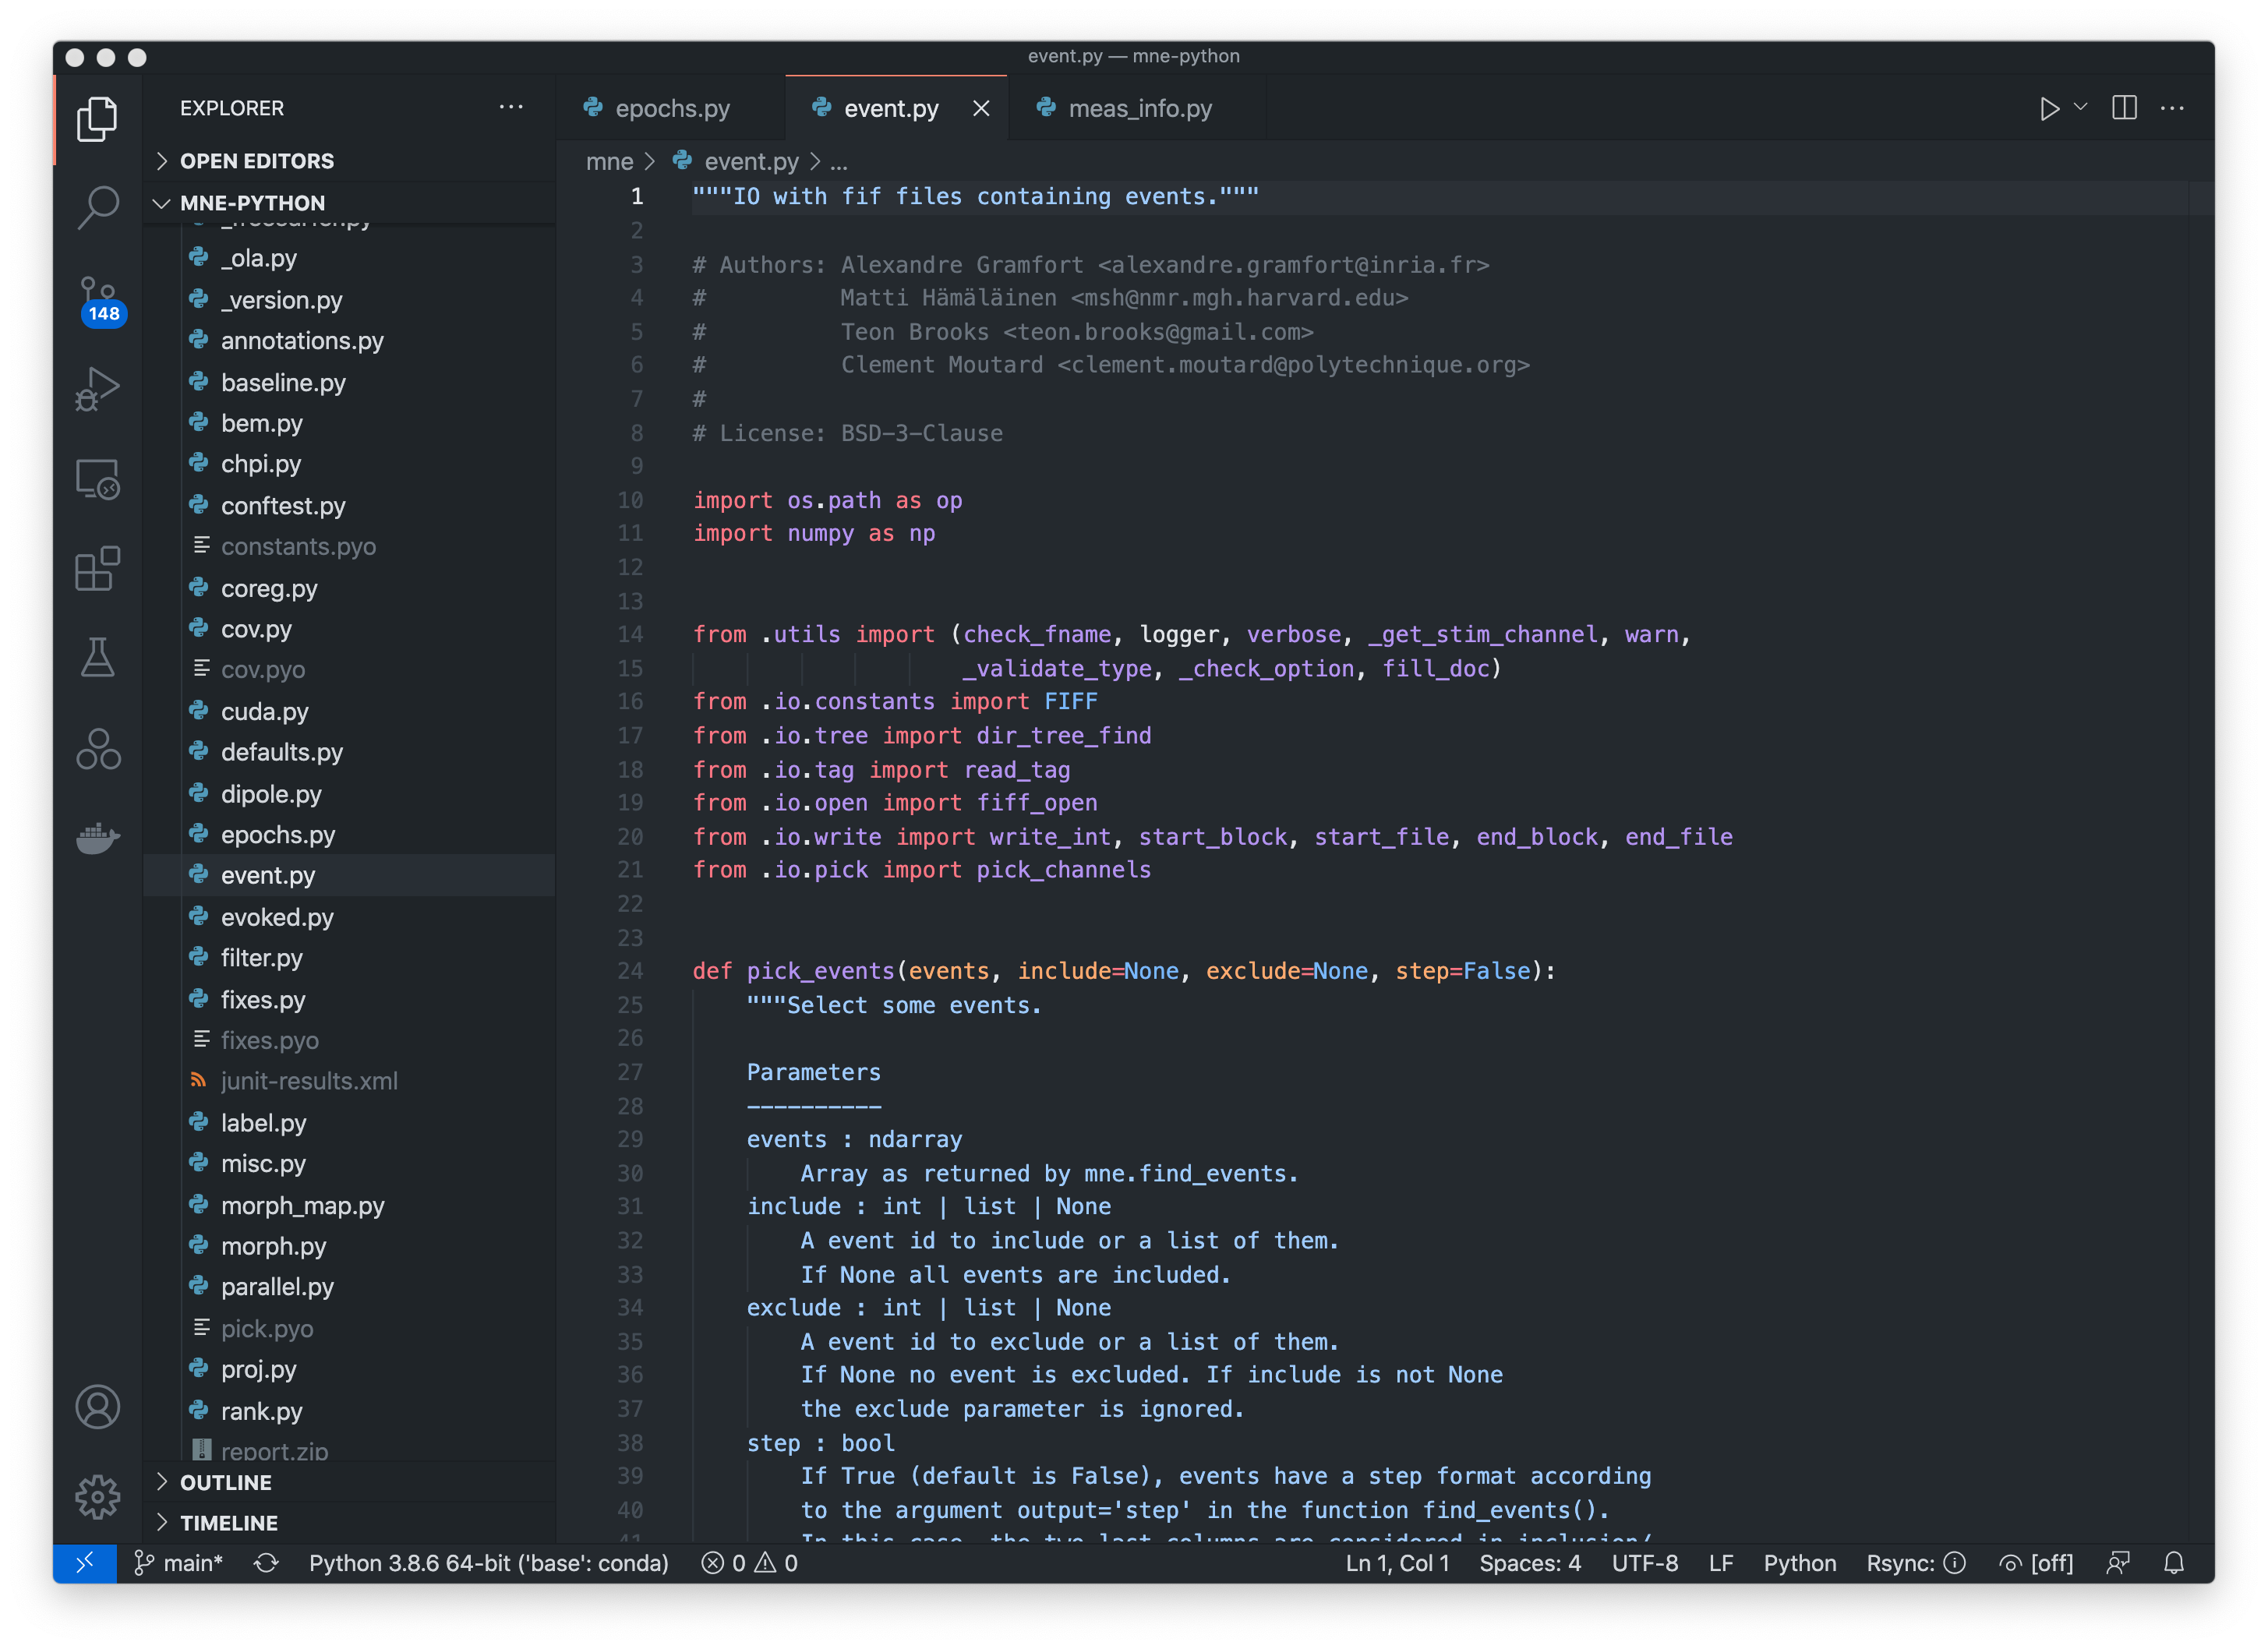 event.py — mne-python
EXPLORER
OPEN EDITORS
MNE-PYTHON
_ola.py
_version.py
annotations.py
baseline.py
bem.py
chpi.py
conftest.py
constants.pyo
coreg.py
cov.py
cov.pyo
cuda.py
defaults.py
dipole.py
epochs.py
event.py
evoked.py
filter.py
fixes.py
fixes.pyo
junit-results.xml
label.py
misc.py
morph_map.py
morph.py
parallel.py
pick.pyo
proj.py
rank.py
report.zip
OUTLINE
TIMELINE
148
epochs.py event.py meas_info.py
mne > event.py > ...
1 """IO with fif files containing events."""
2
3 # Authors: Alexandre Gramfort <alexandre.gramfort@inria.fr>
4 #          Matti Hämäläinen <msh@nmr.mgh.harvard.edu>
5 #          Teon Brooks <teon.brooks@gmail.com>
6 #          Clement Moutard <clement.moutard@polytechnique.org>
7 #
8 # License: BSD-3-Clause
9
10 import os.path as op
11 import numpy as np
12
13
14 from .utils import (check_fname, logger, verbose, _get_stim_channel, warn,
15                     _validate_type, _check_option, fill_doc)
16 from .io.constants import FIFF
17 from .io.tree import dir_tree_find
18 from .io.tag import read_tag
19 from .io.open import fiff_open
20 from .io.write import write_int, start_block, start_file, end_block, end_file
21 from .io.pick import pick_channels
22
23
24 def pick_events(events, include=None, exclude=None, step=False):
25     """Select some events.
26
27     Parameters
28     ----------
29     events : ndarray
30         Array as returned by mne.find_events.
31     include : int | list | None
32         A event id to include or a list of them.
33         If None all events are included.
34     exclude : int | list | None
35         A event id to exclude or a list of them.
36         If None no event is excluded. If include is not None
37         the exclude parameter is ignored.
38     step : bool
39         If True (default is False), events have a step format according
40         to the argument output='step' in the function find_events().
41         In this case, the two last columns are considered in inclusion/
main* Python 3.8.6 64-bit ('base': conda) 0 0 Ln 1, Col 1 Spaces: 4 UTF-8 LF Python Rsync: [off]